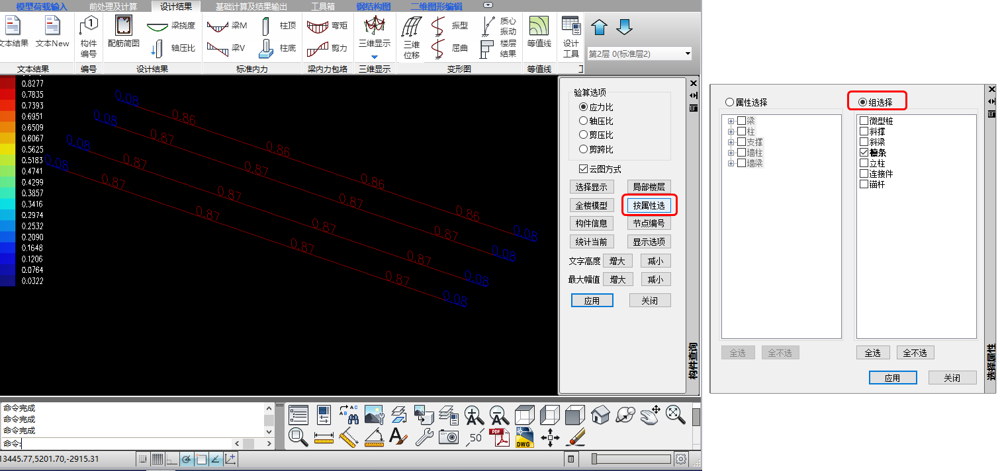 模型荷载输入 前处理及计算 设计结果 基础计算及结果输出 工具箱 钢结构图 二维图形编辑
文本结果 文本New 构件编号 配筋简图 梁挠度 轴压比 梁M 梁V 柱顶 柱底 弯矩 剪力 三维显示 三维位移 振型 屈曲 质心振动 楼层结果 等值线 设计工具
第2层 0(标准层2)
文本结果 编号 设计结果 标准内力 梁内力包络 三维显示 变形图 等值线 工
0.8277
0.7835
0.7393
0.6951
0.6509
0.6067
0.5625
0.5183
0.4741
0.4299
0.3857
0.3416
0.2974
0.2532
0.2090
0.1648
0.1206
0.0764
0.0322
0.08 0.86 0.86 0.86 0.86 0.08
0.08 0.87 0.87 0.87 0.87 0.08
0.08 0.87 0.87 0.87 0.87 0.08
0.08 0.87 0.87 0.87 0.87 0.08
验算选项
应力比
轴压比
剪压比
剪跨比
云图方式
选择显示 局部楼层
全楼模型 按属性选
构件信息 节点编号
统计当前 显示选项
文字高度 增大 减小
最大幅值 增大 减小
应用 关闭
构件查询
命令完成
命令完成
命令完成
命令:
AC
AB
A
A
A
.50
PDF
DWG
13445.77,5201.70,-2915.31
属性选择 组选择
梁
柱
支撑
墙柱
墙梁
微型桩
斜撑
斜梁
檩条
立柱
连接件
锚杆
全选 全不选 全选 全不选
应用 关闭
选择属性